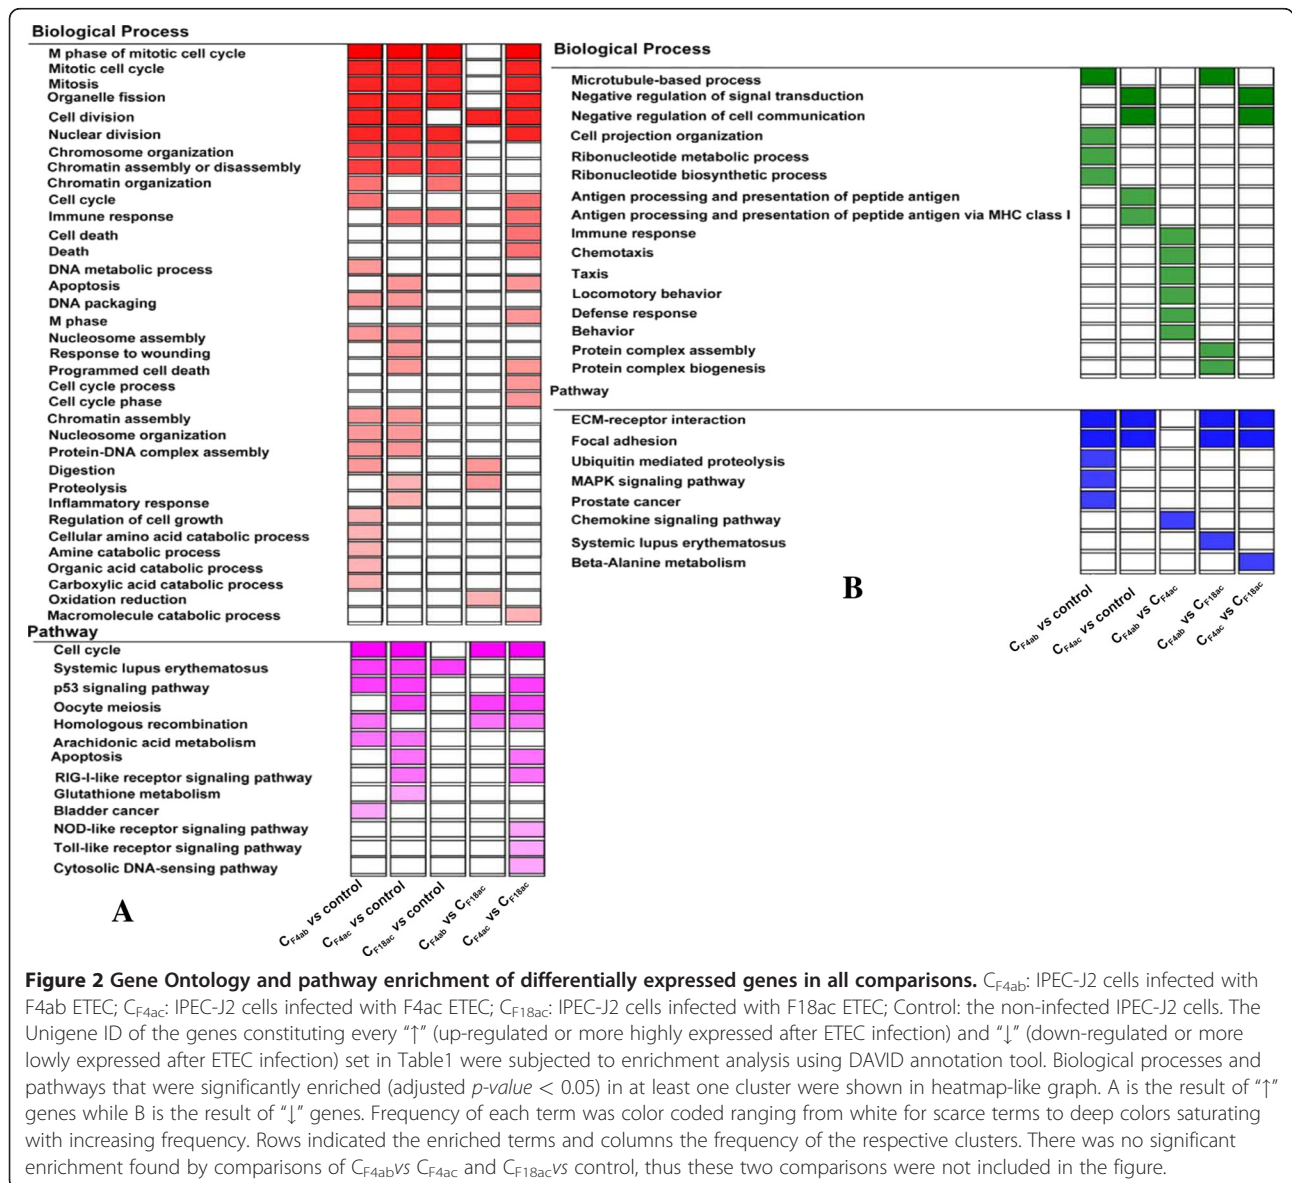 Biological Process
M phase of mitotic cell cycle
Mitotic cell cycle
Mitosis
Organelle fission
Cell division
Nuclear division
Chromosome organization
Chromatin assembly or disassembly
Chromatin organization
Cell cycle
Immune response
Cell death
Death
DNA metabolic process
Apoptosis
DNA packaging
M phase
Nucleosome assembly
Response to wounding
Programmed cell death
Cell cycle process
Cell cycle phase
Chromatin assembly
Nucleosome organization
Protein-DNA complex assembly
Digestion
Proteolysis
Inflammatory response
Regulation of cell growth
Cellular amino acid catabolic process
Amine catabolic process
Organic acid catabolic process
Carboxylic acid catabolic process
Oxidation reduction
Macromolecule catabolic process
Pathway
Cell cycle
Systemic lupus erythematosus
p53 signaling pathway
Oocyte meiosis
Homologous recombination
Arachidonic acid metabolism
Apoptosis
RIG-I-like receptor signaling pathway
Glutathione metabolism
Bladder cancer
NOD-like receptor signaling pathway
Toll-like receptor signaling pathway
Cytosolic DNA-sensing pathway
A
CF4ab vs control
CF4ac vs control
CF18ac vs control
CF4ab vs CF18ac
CF4ac vs CF18ac
Biological Process
Microtubule-based process
Negative regulation of signal transduction
Negative regulation of cell communication
Cell projection organization
Ribonucleotide metabolic process
Ribonucleotide biosynthetic process
Antigen processing and presentation of peptide antigen
Antigen processing and presentation of peptide antigen via MHC class I
Immune response
Chemotaxis
Taxis
Locomotory behavior
Defense response
Behavior
Protein complex assembly
Protein complex biogenesis
Pathway
ECM-receptor interaction
Focal adhesion
Ubiquitin mediated proteolysis
MAPK signaling pathway
Prostate cancer
Chemokine signaling pathway
Systemic lupus erythematosus
Beta-Alanine metabolism
B
CF4ab vs control
CF4ac vs control
CF4ab vs CF4ac
CF4ab vs CF18ac
CF4ac vs CF18ac
Figure 2 Gene Ontology and pathway enrichment of differentially expressed genes in all comparisons. CF4ab: IPEC-J2 cells infected with
F4ab ETEC; CF4ac: IPEC-J2 cells infected with F4ac ETEC; CF18ac: IPEC-J2 cells infected with F18ac ETEC; Control: the non-infected IPEC-J2 cells. The
Unigene ID of the genes constituting every “↑” (up-regulated or more highly expressed after ETEC infection) and “↓” (down-regulated or more
lowly expressed after ETEC infection) set in Table1 were subjected to enrichment analysis using DAVID annotation tool. Biological processes and
pathways that were significantly enriched (adjusted p-value < 0.05) in at least one cluster were shown in heatmap-like graph. A is the result of “↑”
genes while B is the result of “↓” genes. Frequency of each term was color coded ranging from white for scarce terms to deep colors saturating
with increasing frequency. Rows indicated the enriched terms and columns the frequency of the respective clusters. There was no significant
enrichment found by comparisons of CF4abvs CF4ac and CF18acvs control, thus these two comparisons were not included in the figure.